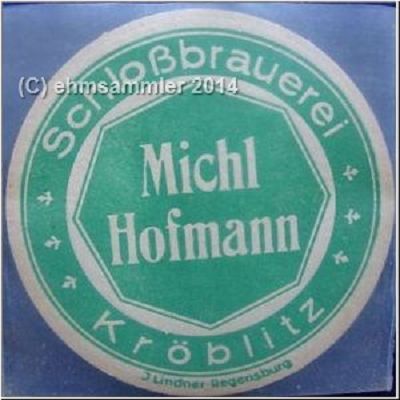 (C) ehmsammler 2014
Schloßbrauerei
Michl
Hofmann
Kröblitz
J Lindner Regensburg